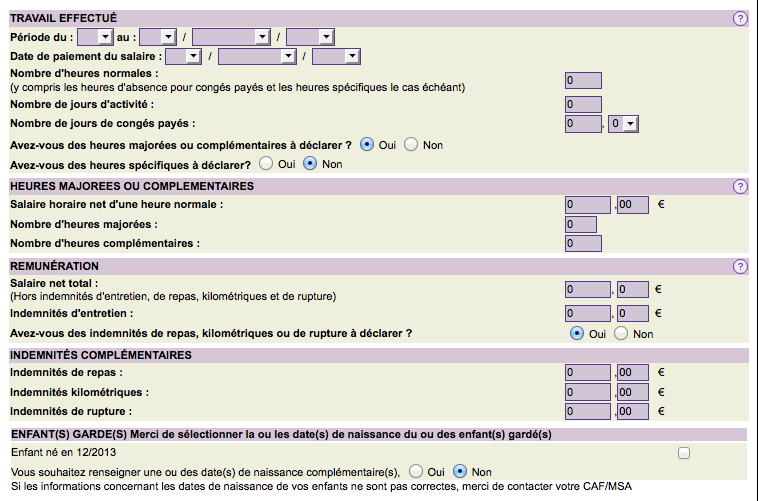 TRAVAIL EFFECTUÉ ?
Période du : au : / /
Date de paiement du salaire : / /
Nombre d'heures normales :
(y compris les heures d'absence pour congés payés et les heures spécifiques le cas échéant) 0
Nombre de jours d'activité : 0
Nombre de jours de congés payés : 0 , 0
Avez-vous des heures majorées ou complémentaires à déclarer ? Oui Non
Avez-vous des heures spécifiques à déclarer? Oui Non
HEURES MAJOREES OU COMPLEMENTAIRES ?
Salaire horaire net d'une heure normale : 0 ,00 €
Nombre d'heures majorées : 0
Nombre d'heures complémentaires : 0
REMUNÉRATION ?
Salaire net total :
(Hors indemnités d'entretien, de repas, kilométriques et de rupture) 0 , 0 €
Indemnités d'entretien : 0 , 0 €
Avez-vous des indemnités de repas, kilométriques ou de rupture à déclarer ? Oui Non
INDEMNITÉS COMPLÉMENTAIRES
Indemnités de repas : 0 ,00 €
Indemnités kilométriques : 0 ,00 €
Indemnités de rupture : 0 ,00 €
ENFANT(S) GARDE(S) Merci de sélectionner la ou les date(s) de naissance du ou des enfant(s) gardé(s)
Enfant né en 12/2013
Vous souhaitez renseigner une ou des date(s) de naissance complémentaire(s), Oui Non
Si les informations concernant les dates de naissance de vos enfants ne sont pas correctes, merci de contacter votre CAF/MSA